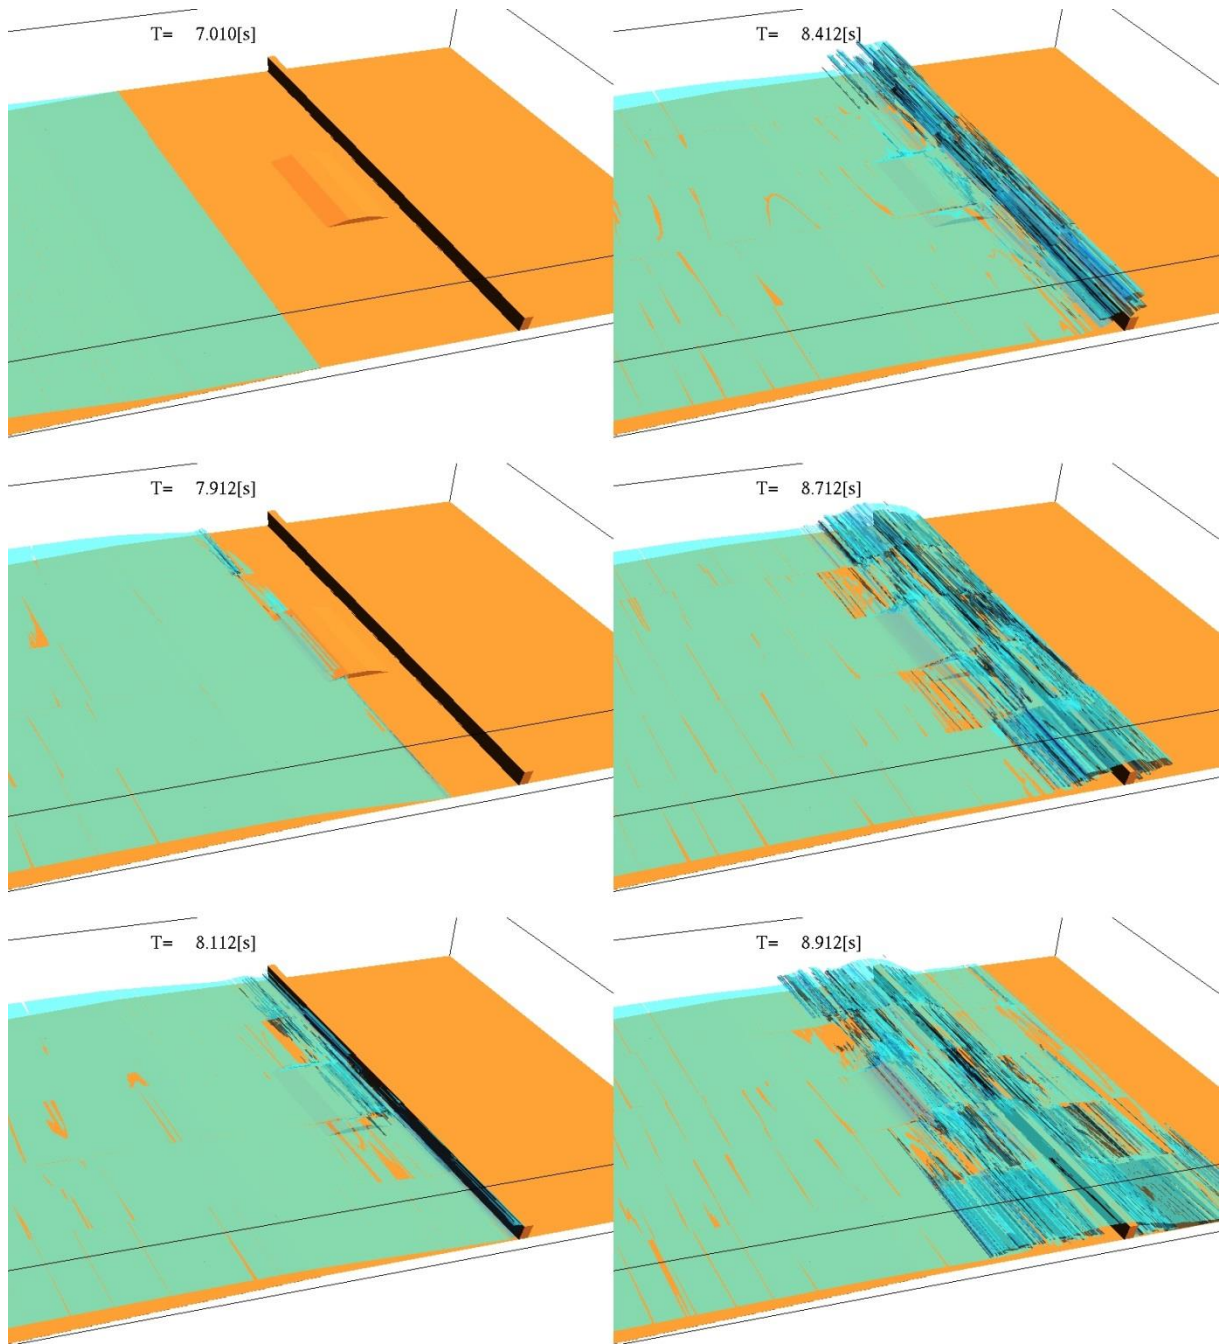 T= 7.010[s]
T= 8.412[s]
T= 7.912[s]
T= 8.712[s]
T= 8.112[s]
T= 8.912[s]